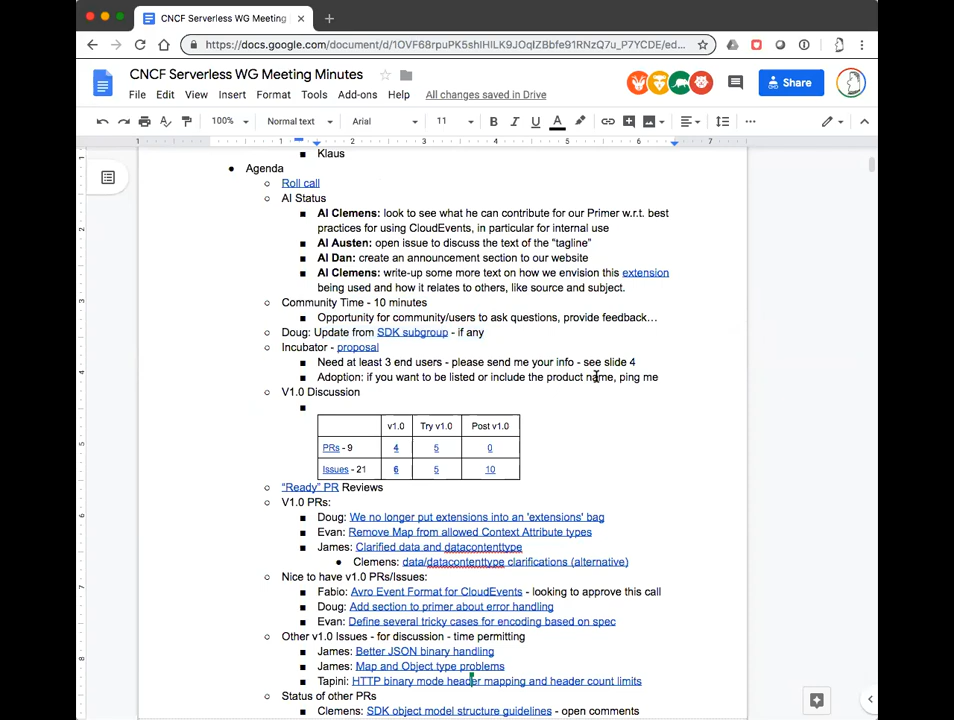 CNCF Serverless WG Meeting
https://docs.google.com/document/d/1OVF68rpuPK5shIHILK9JOqIZBbfe91RNzQ7u_P7YCDE/ed...
CNCF Serverless WG Meeting Minutes
File Edit View Insert Format Tools Add-ons Help All changes saved in Drive
Share
100% Normal text Arial 11 B I U A
1 1 2 3 4 5 6 7
Klaus
Agenda
Roll call
AI Status
AI Clemens: look to see what he can contribute for our Primer w.r.t. best
practices for using CloudEvents, in particular for internal use
AI Austen: open issue to discuss the text of the "tagline"
AI Dan: create an announcement section to our website
AI Clemens: write-up some more text on how we envision this extension
being used and how it relates to others, like source and subject.
Community Time - 10 minutes
Opportunity for community/users to ask questions, provide feedback…
Doug: Update from SDK subgroup - if any
Incubator - proposal
Need at least 3 end users - please send me your info - see slide 4
Adoption: if you want to be listed or include the product name, ping me
V1.0 Discussion
v1.0 Try v1.0 Post v1.0
PRs - 9 4 5 0
Issues - 21 6 5 10
"Ready" PR Reviews
V1.0 PRs:
Doug: We no longer put extensions into an 'extensions' bag
Evan: Remove Map from allowed Context Attribute types
James: Clarified data and datacontenttype
Clemens: data/datacontenttype clarifications (alternative)
Nice to have v1.0 PRs/Issues:
Fabio: Avro Event Format for CloudEvents - looking to approve this call
Doug: Add section to primer about error handling
Evan: Define several tricky cases for encoding based on spec
Other v1.0 Issues - for discussion - time permitting
James: Better JSON binary handling
James: Map and Object type problems
Tapini: HTTP binary mode header mapping and header count limits
Status of other PRs
Clemens: SDK object model structure guidelines - open comments